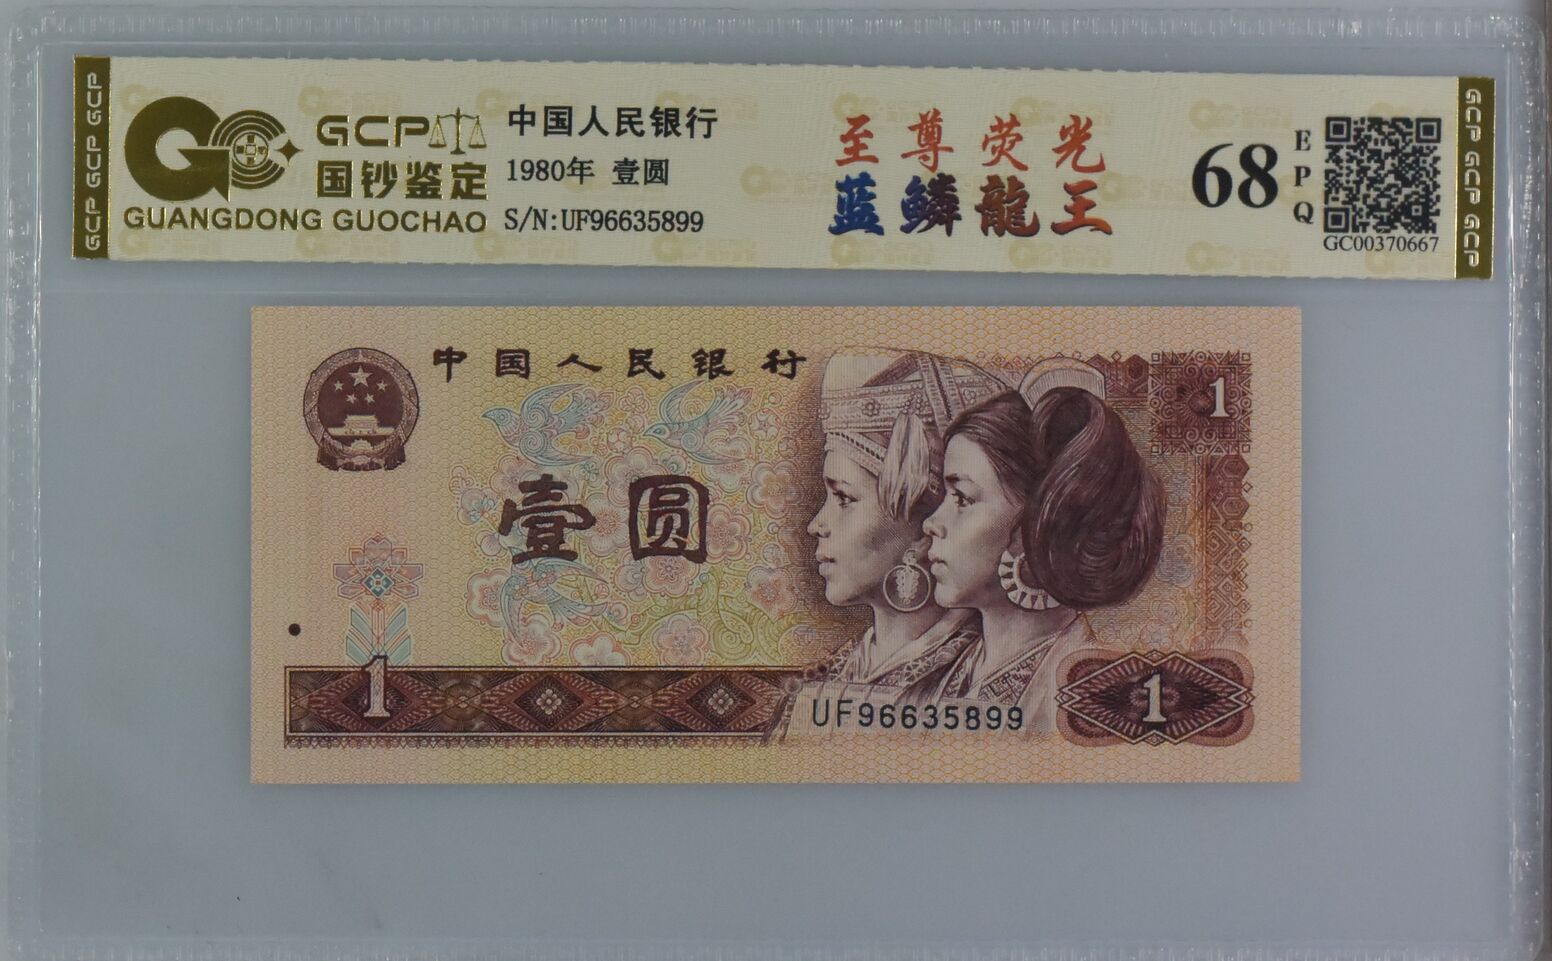 GCP GCP GCP
GCP
国钞鉴定
GUANGDONG GUOCHAO
中国人民银行
1980年 壹圆
S/N:UF96635899
至尊荧光
蓝鳞龍王
68
EPQ
GC00370667
GCP GCP GCP
中国人民银行
1
壹圆
1
UF96635899
1